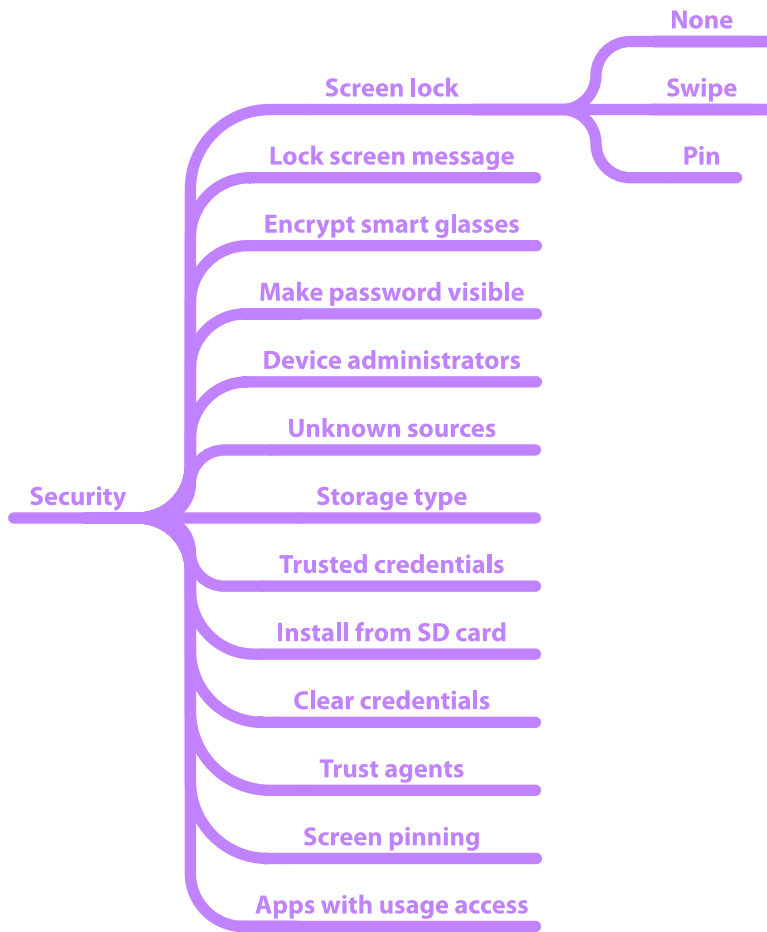 Security
Screen lock
None
Swipe
Pin
Lock screen message
Encrypt smart glasses
Make password visible
Device administrators
Unknown sources
Storage type
Trusted credentials
Install from SD card
Clear credentials
Trust agents
Screen pinning
Apps with usage access